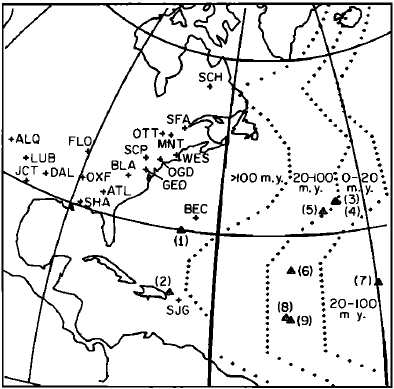 SCH
SFA
OTT
MNT
ALQ
FLO
SCP
WES
LUB
BLA
OGD
JCT
DAL
OXF
GEO
>100 m.y.
20-100 m.y.
0-20 m.y.
ATL
SHA
BEC
(3)
(5)
(4)
(1)
(6)
(2)
(7)
SJG
(8)
(9)
20-100 m.y.